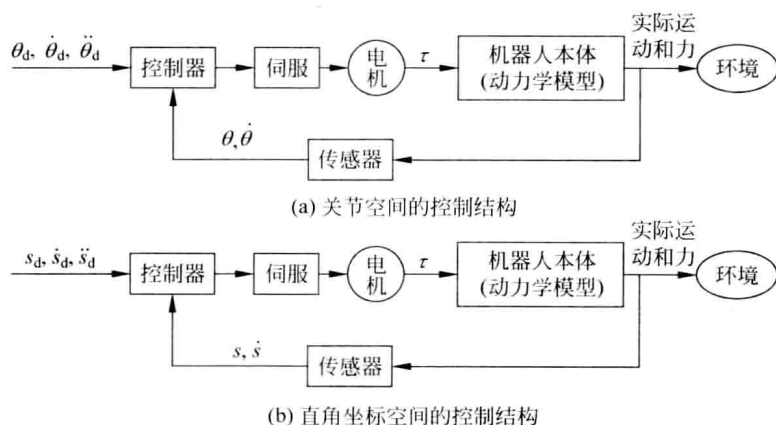 θd, θ̇d, θ̈d
控制器
伺服
电机
τ
机器人本体
(动力学模型)
实际运
动和力
环境
θ, θ̇
传感器
(a) 关节空间的控制结构
sd, ṡd, s̈d
控制器
伺服
电机
τ
机器人本体
(动力学模型)
实际运
动和力
环境
s, ṡ
传感器
(b) 直角坐标空间的控制结构